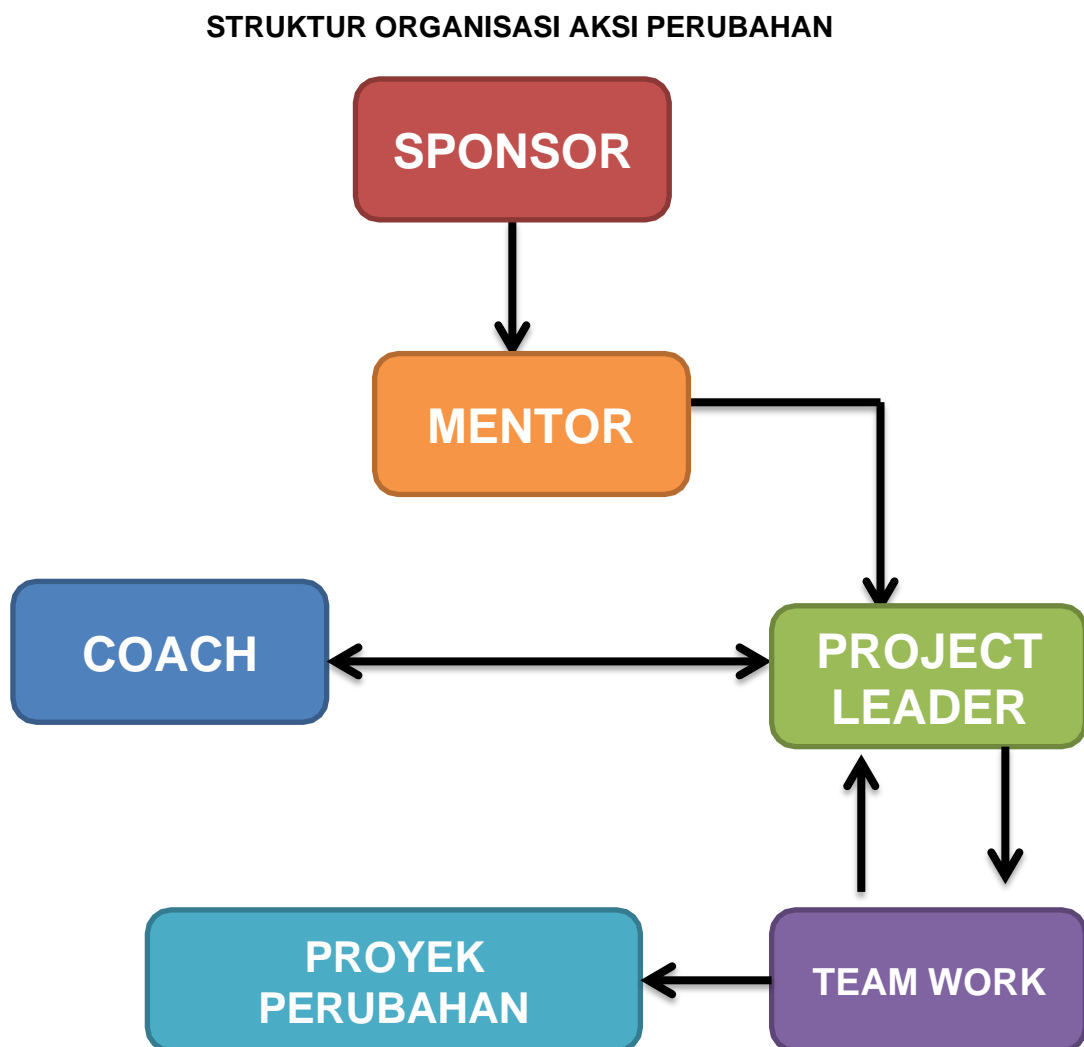 STRUKTUR ORGANISASI AKSI PERUBAHAN
SPONSOR
MENTOR
COACH
PROJECT
LEADER
PROYEK
PERUBAHAN
TEAM WORK